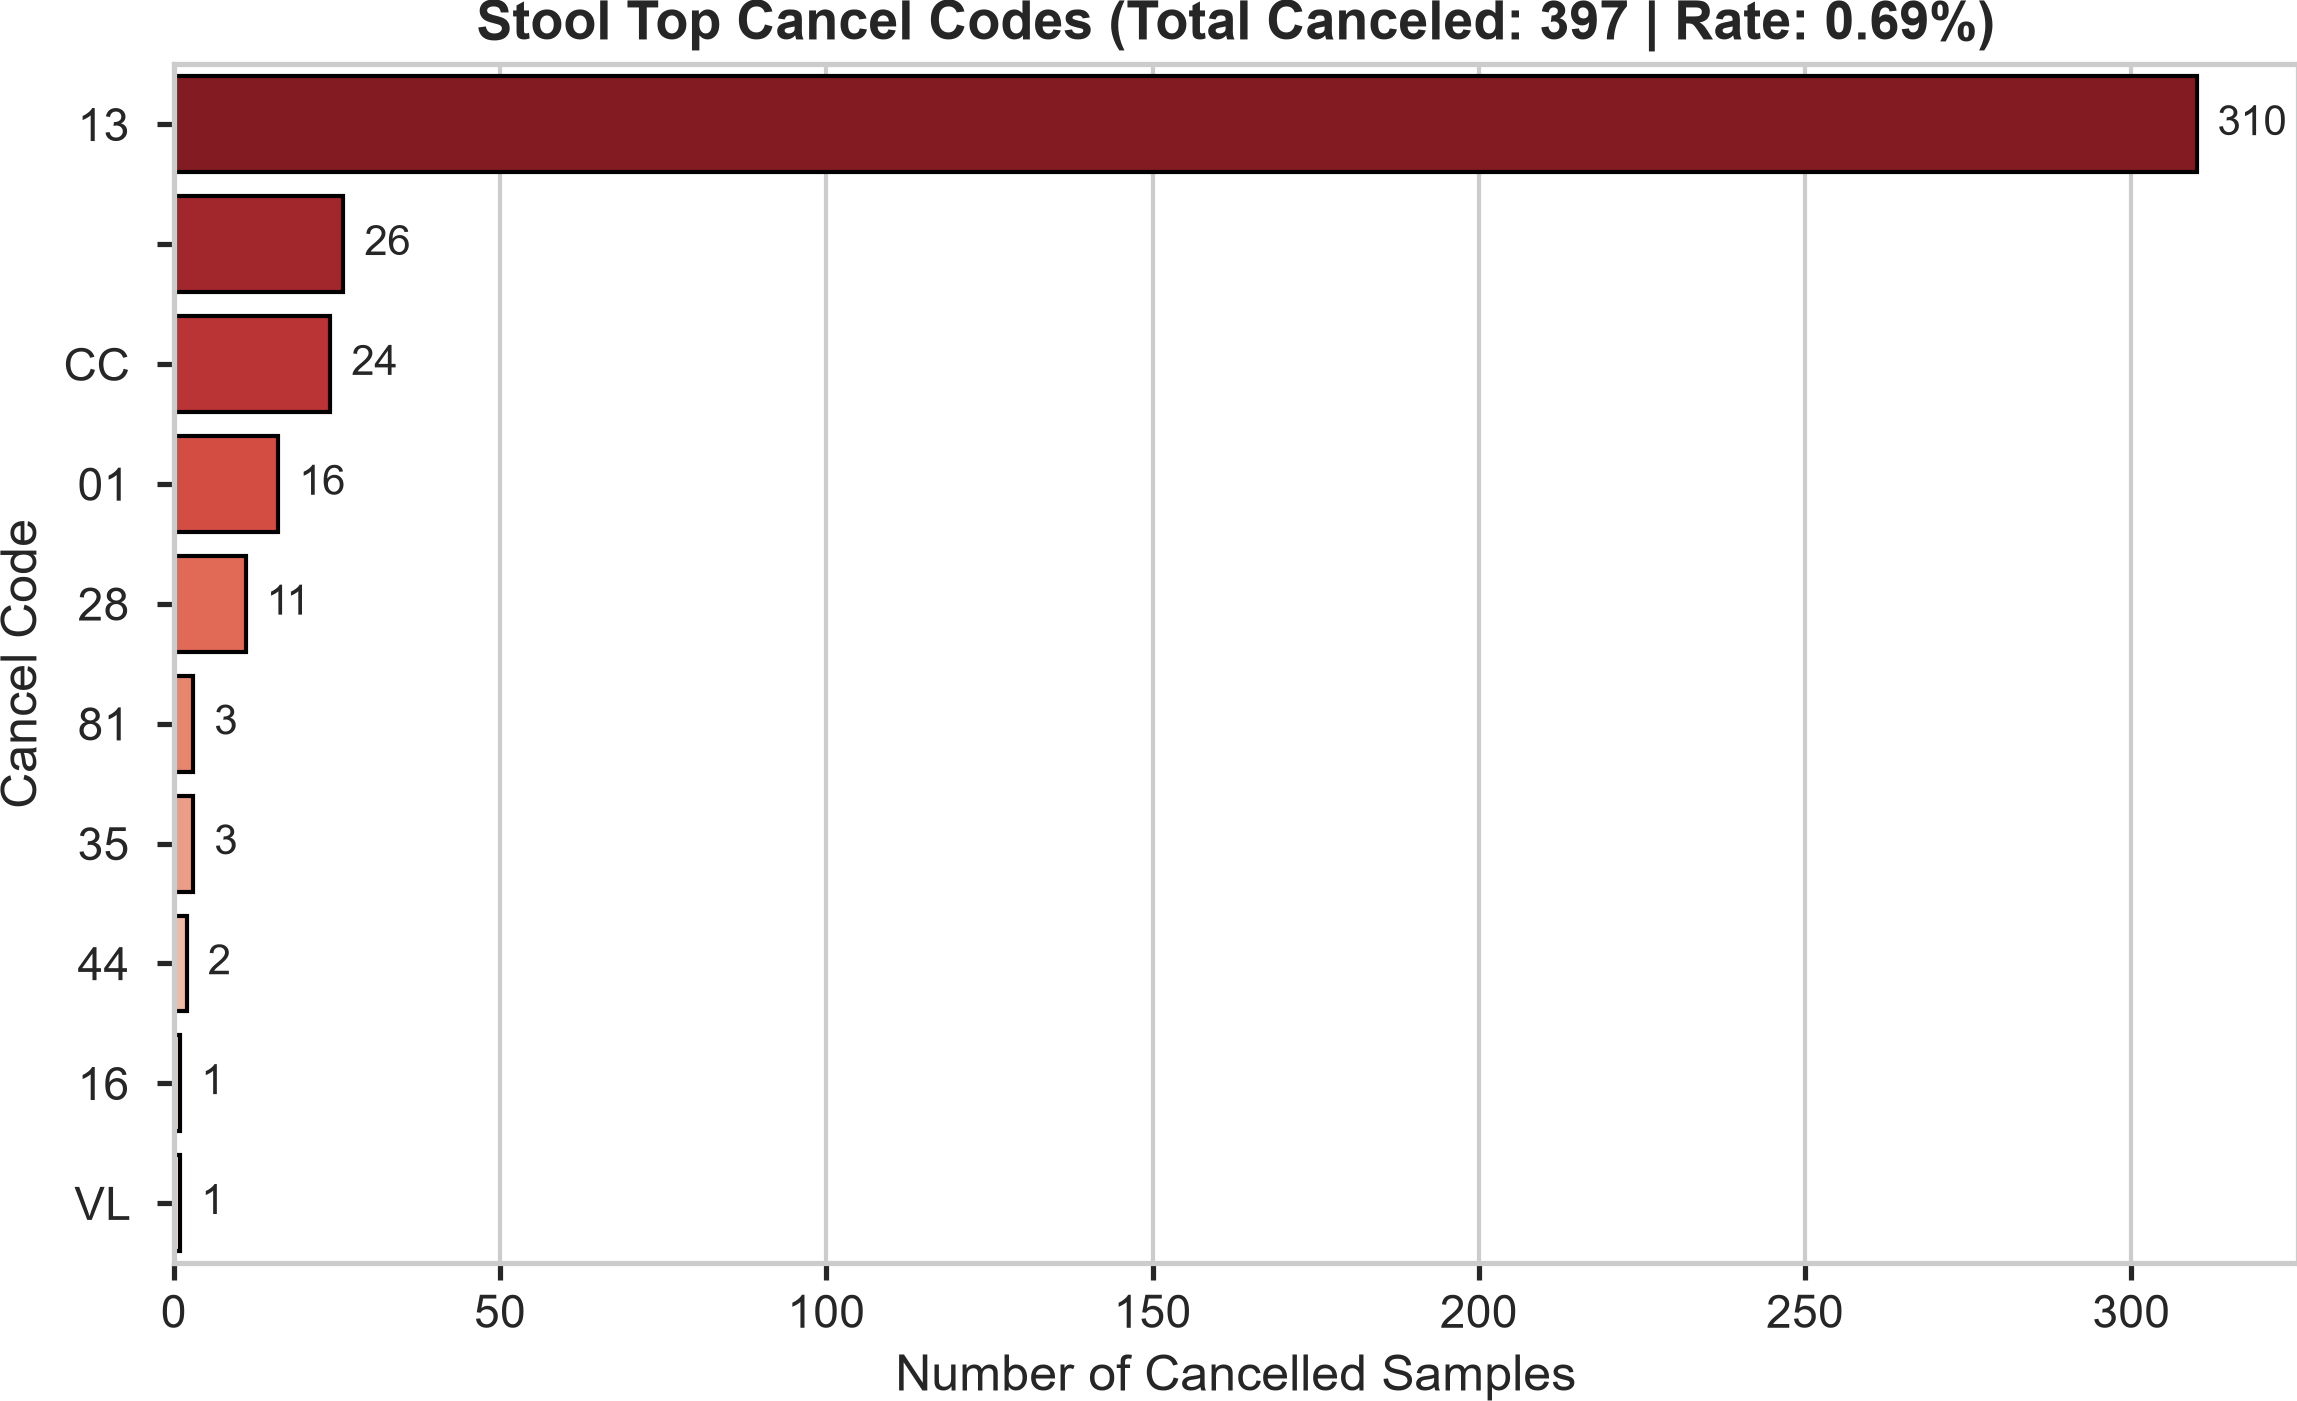 Stool Top Cancel Codes (Total Canceled: 397 | Rate: 0.69%)
13 310
26
CC 24
01 16
28 11
81 3
35 3
44 2
16 1
VL 1
Cancel Code
0 50 100 150 200 250 300
Number of Cancelled Samples